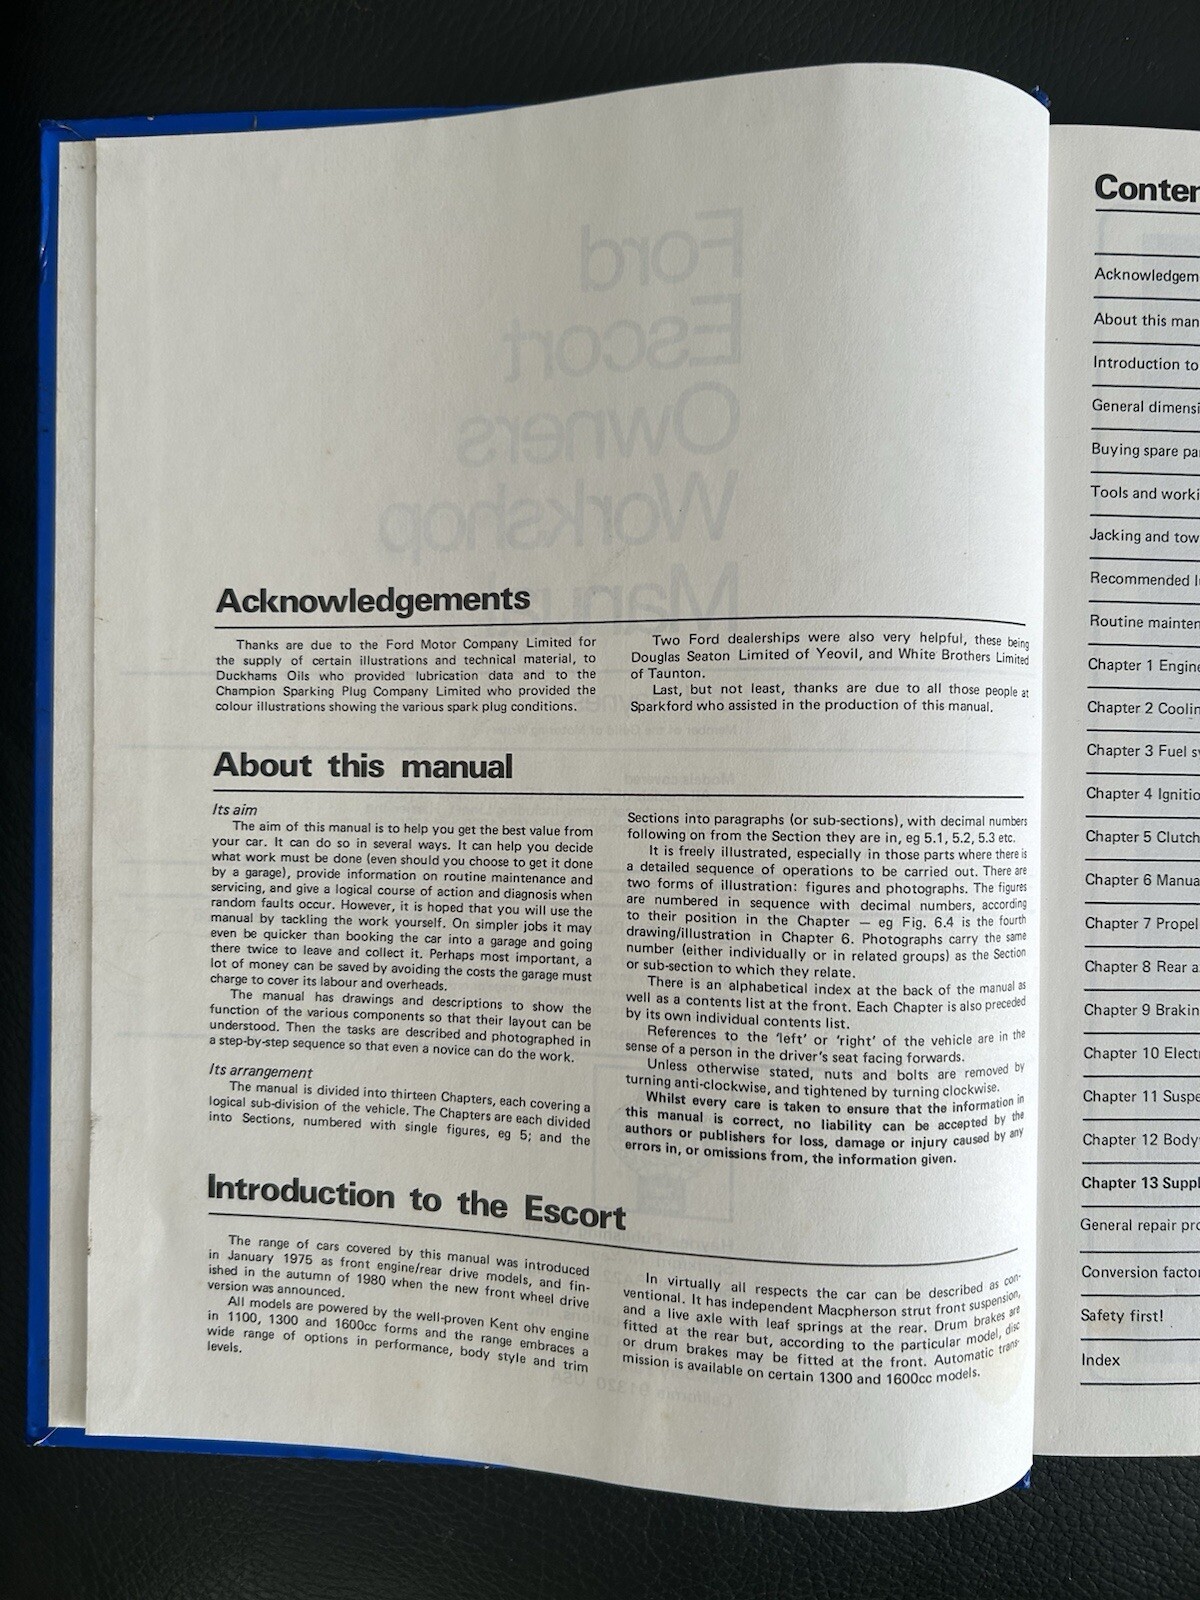 Acknowledgements
Thanks are due to the Ford Motor Company Limited for
the supply of certain illustrations and technical material, to
Duckhams Oils who provided lubrication data and to the
Champion Sparking Plug Company Limited who provided the
colour illustrations showing the various spark plug conditions.
Two Ford dealerships were also very helpful, these being
Douglas Seaton Limited of Yeovil, and White Brothers Limited
of Taunton.
Last, but not least, thanks are due to all those people at
Sparkford who assisted in the production of this manual.
About this manual
Its aim
The aim of this manual is to help you get the best value from
your car. It can do so in several ways. It can help you decide
what work must be done (even should you choose to get it done
by a garage), provide information on routine maintenance and
servicing, and give a logical course of action and diagnosis when
random faults occur. However, it is hoped that you will use the
manual by tackling the work yourself. On simpler jobs it may
even be quicker than booking the car into a garage and going
there twice to leave and collect it. Perhaps most important, a
lot of money can be saved by avoiding the costs the garage must
charge to cover its labour and overheads.
The manual has drawings and descriptions to show the
function of the various components so that their layout can be
understood. Then the tasks are described and photographed in
a step-by-step sequence so that even a novice can do the work.
Its arrangement
The manual is divided into thirteen Chapters, each covering a
logical sub-division of the vehicle. The Chapters are each divided
into Sections, numbered with single figures, eg 5; and the
Sections into paragraphs (or sub-sections), with decimal numbers
following on from the Section they are in, eg 5.1, 5.2, 5.3 etc.
It is freely illustrated, especially in those parts where there is
a detailed sequence of operations to be carried out. There are
two forms of illustration: figures and photographs. The figures
are numbered in sequence with decimal numbers, according
to their position in the Chapter — eg Fig. 6.4 is the fourth
drawing/illustration in Chapter 6. Photographs carry the same
number (either individually or in related groups) as the Section
or sub-section to which they relate.
There is an alphabetical index at the back of the manual as
well as a contents list at the front. Each Chapter is also preceded
by its own individual contents list.
References to the 'left' or 'right' of the vehicle are in the
sense of a person in the driver's seat facing forwards.
Unless otherwise stated, nuts and bolts are removed by
turning anti-clockwise, and tightened by turning clockwise.
Whilst every care is taken to ensure that the information in
this manual is correct, no liability can be accepted by the
authors or publishers for loss, damage or injury caused by any
errors in, or omissions from, the information given.
Introduction to the Escort
The range of cars covered by this manual was introduced
in January 1975 as front engine/rear drive models, and fin-
ished in the autumn of 1980 when the new front wheel drive
version was announced.
All models are powered by the well-proven Kent ohv engine
in 1100, 1300 and 1600cc forms and the range embraces a
wide range of options in performance, body style and trim
levels.
In virtually all respects the car can be described as con-
ventional. It has independent Macpherson strut front suspension,
and a live axle with leaf springs at the rear. Drum brakes are
fitted at the rear but, according to the particular model, disc
or drum brakes may be fitted at the front. Automatic trans-
mission is available on certain 1300 and 1600cc models.
Conten
Acknowledgem
About this man
Introduction to
General dimensi
Buying spare pa
Tools and worki
Jacking and tow
Recommended l
Routine mainten
Chapter 1 Engine
Chapter 2 Coolin
Chapter 3 Fuel s
Chapter 4 Ignitio
Chapter 5 Clutch
Chapter 6 Manua
Chapter 7 Propel
Chapter 8 Rear a
Chapter 9 Brakin
Chapter 10 Electr
Chapter 11 Suspe
Chapter 12 Body
Chapter 13 Suppl
General repair pro
Conversion factor
Safety first!
Index